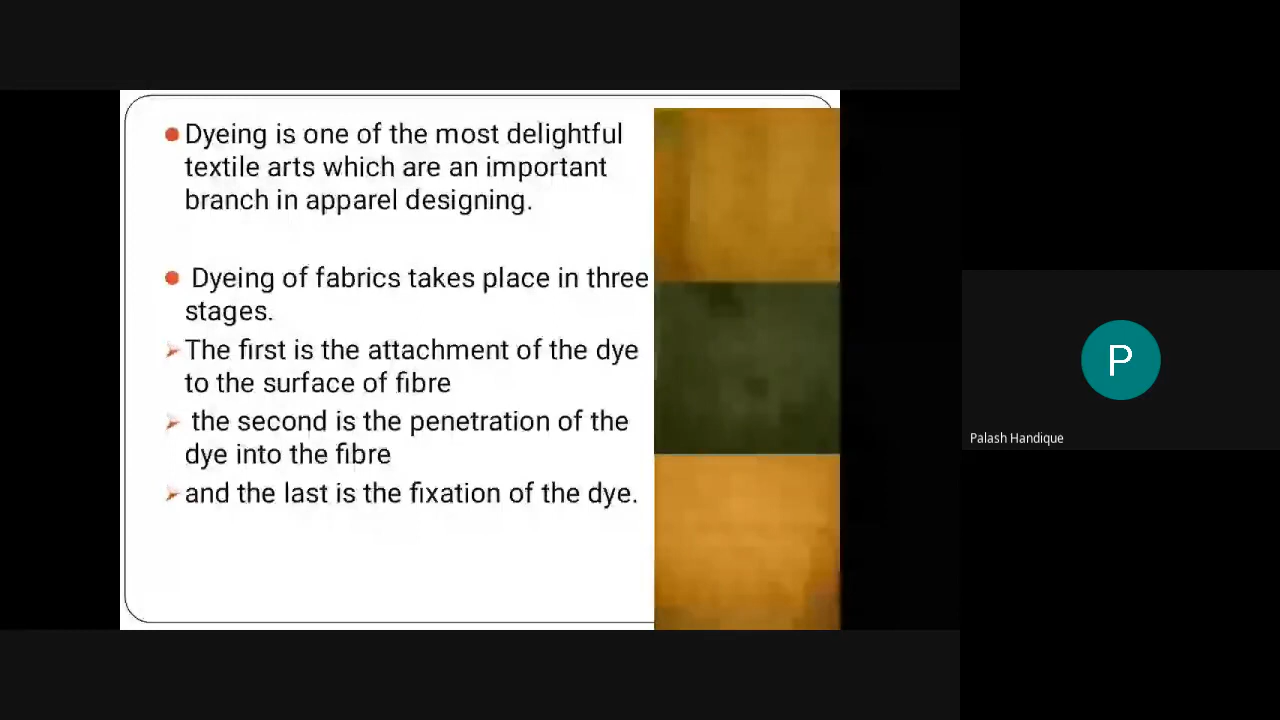 Dyeing is one of the most delightful
textile arts which are an important
branch in apparel designing.
Dyeing of fabrics takes place in three
stages.
The first is the attachment of the dye
to the surface of fibre
the second is the penetration of the
dye into the fibre
and the last is the fixation of the dye.
P
Palash Handique